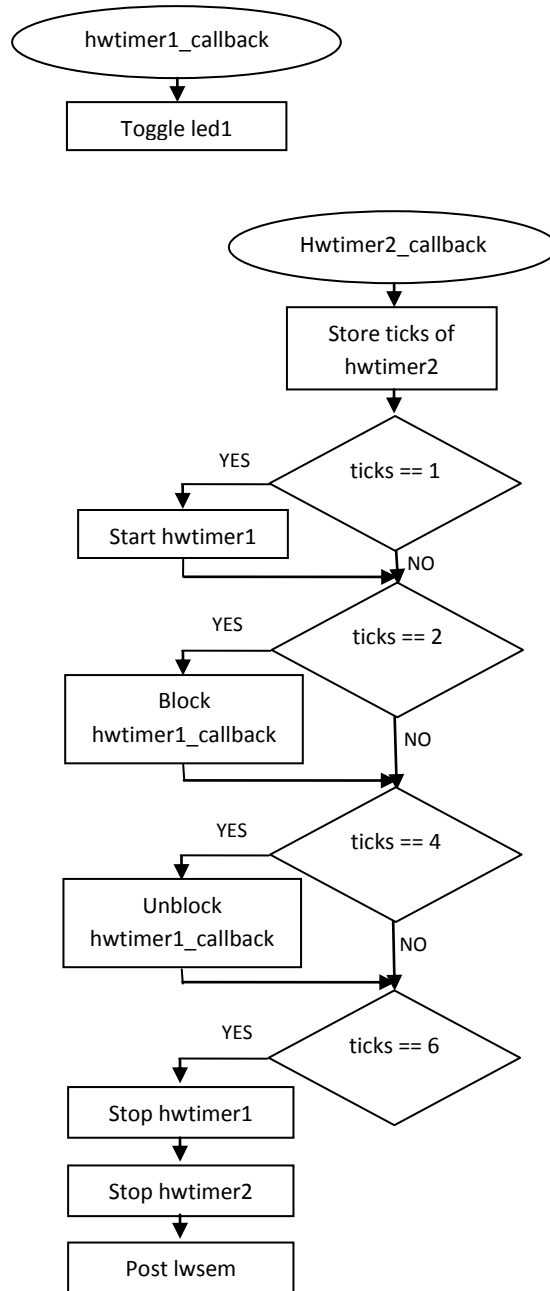 hwtimer1_callback
Toggle led1
Hwtimer2_callback
Store ticks of
hwtimer2
YES
ticks == 1
Start hwtimer1
NO
YES
ticks == 2
Block
hwtimer1_callback
NO
YES
ticks == 4
Unblock
hwtimer1_callback
NO
YES
ticks == 6
Stop hwtimer1
Stop hwtimer2
Post lwsem